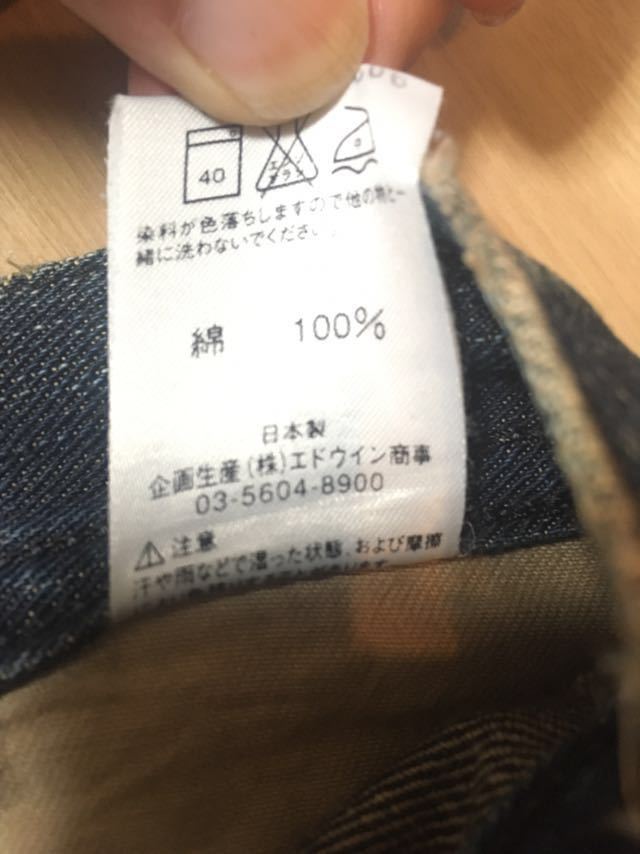 40
エンソ
サラシ
染料が色落ちしますので他の物と一
緒に洗わないでください.
綿 100%
日本製
企画生産(株)エドウイン商事
03-5604-8900
⚠注意
汗や雨などで湿った状態、および摩擦